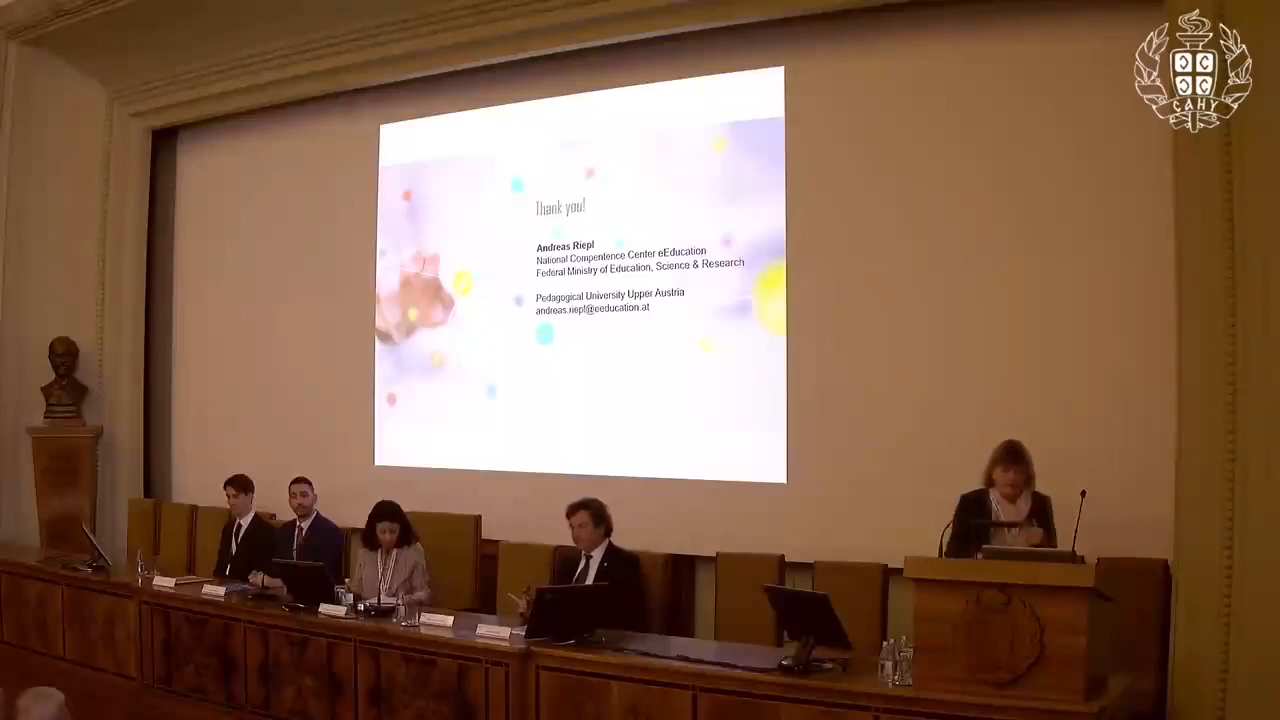 Thank you!
Andreas Riepl
National Compentence Center eEducation
Federal Ministry of Education, Science & Research
Pedagogical University Upper Austria
andreas.riepl@eeducation.at
САНУ